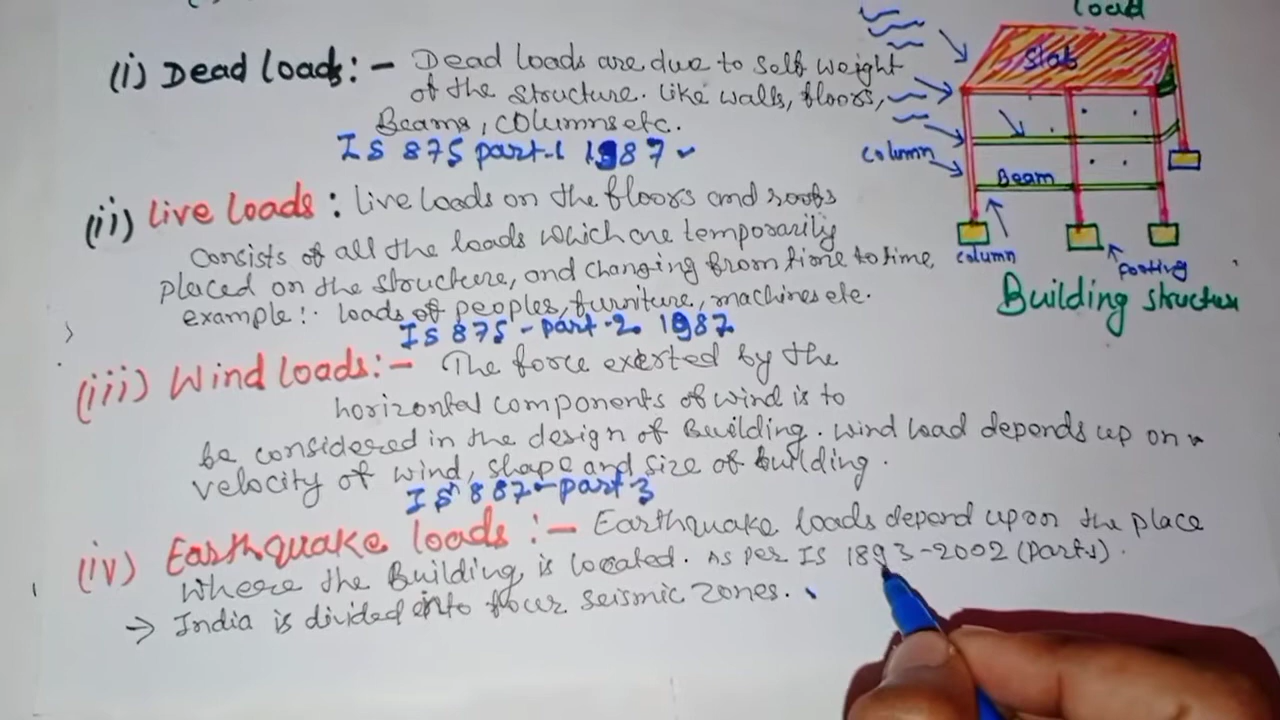 load
(i) Dead loads:- Dead loads are due to self weight
of the structure. like walls, floors,
Beams, columns etc.
IS 875 part-1 1987
(ii) live loads: live loads on the floors and roofs
Consists of all the loads which are temporarily
placed on the structure, and changing from time to time,
example:- loads of peoples, furniture, machines etc.
IS 875 - part-2 1987
(iii) Wind loads:- The force exerted by the
horizontal components of wind is to
be considered in the design of Building. wind load depends up on
velocity of wind, shape and size of building.
IS 887 - part-3
(iv) Earthquake loads:- Earthquake loads depend upon the place
where the Building is located. As per IS 1893-2002 (Part-1).
→ India is divided into four seismic zones.
Slab
column
Beam
column
footing
Building structure